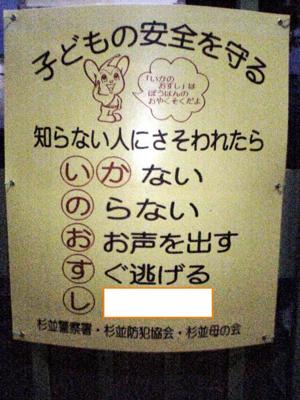 子どもの安全を守る
「いかの
おすし」は
ぼうはんの
おやくそくだよ
知らない人にさそわれたら
いかない
のらない
おお声を出す
すぐ逃げる
し
杉並警察署・杉並防犯協会・杉並母の会